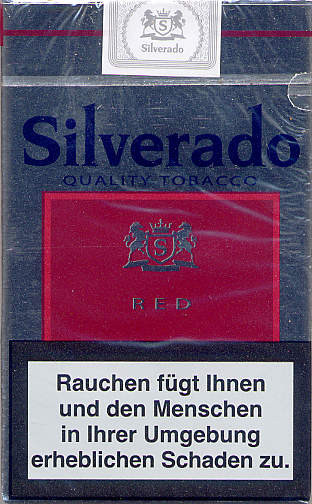 S
Silverado
Silverado
QUALITY TOBACCO
S
RED
Rauchen fügt Ihnen
und den Menschen
in Ihrer Umgebung
erheblichen Schaden zu.